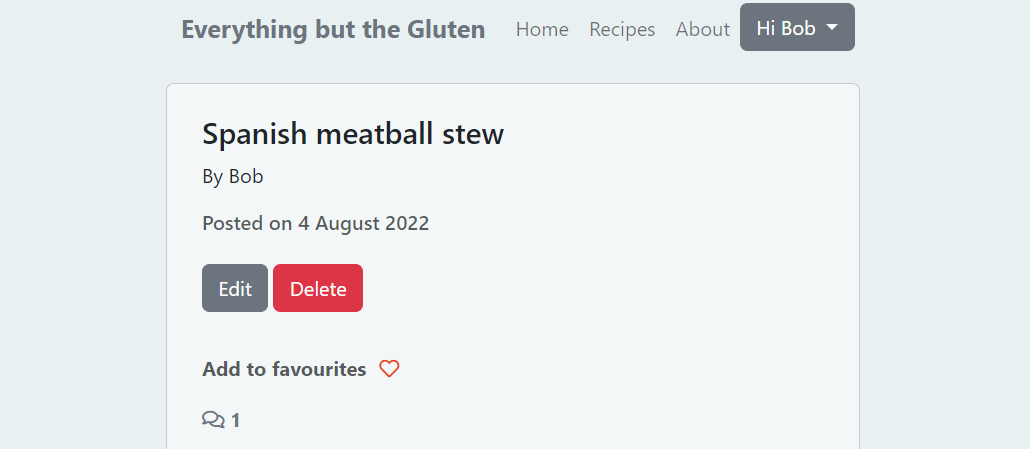 Everything but the Gluten Home Recipes About Hi Bob
Spanish meatball stew
By Bob
Posted on 4 August 2022
Edit Delete
Add to favourites
1